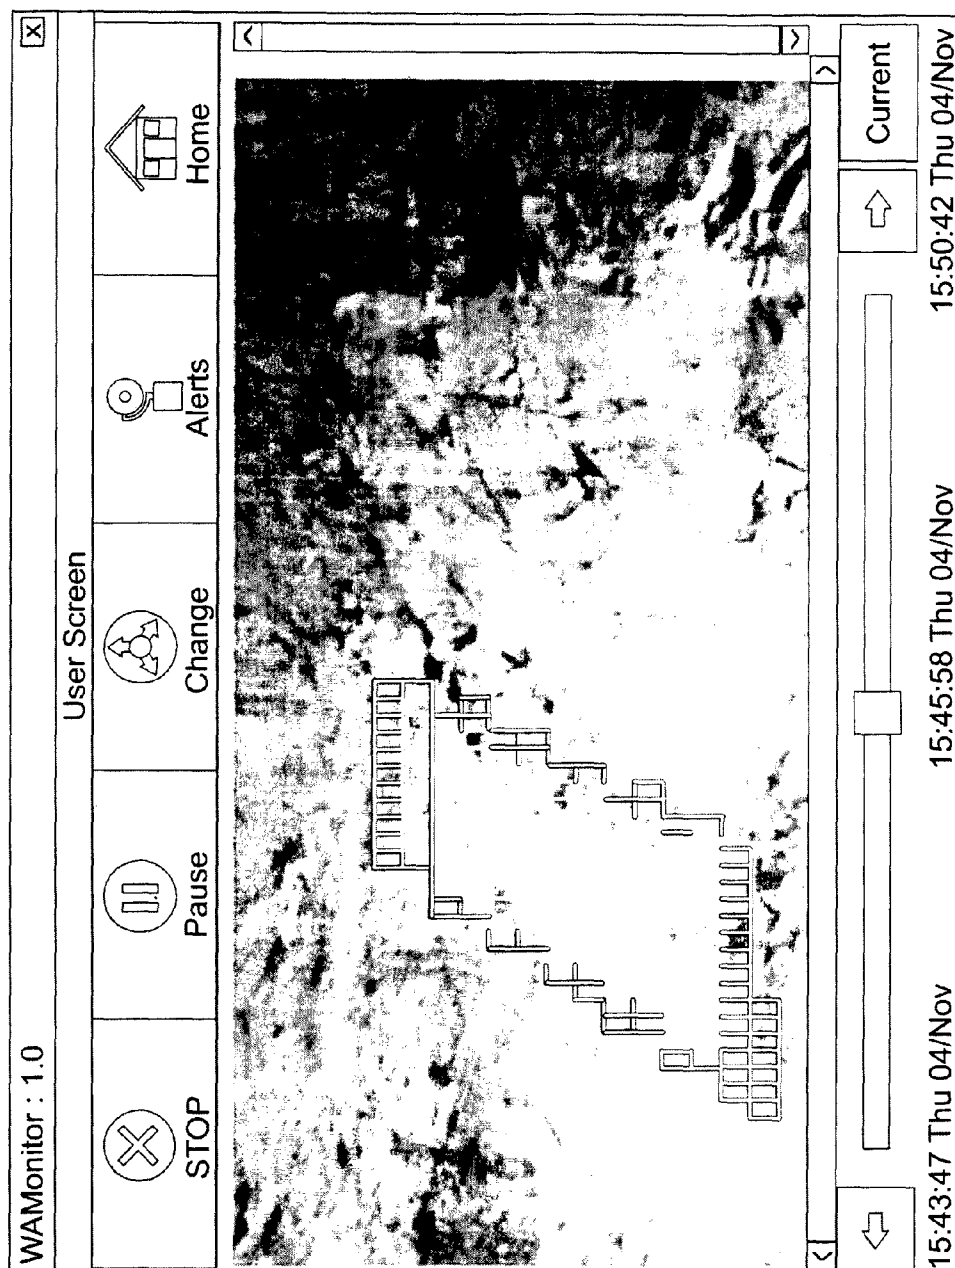 WAMonitor : 1.0
X
User Screen
STOP
Pause
Change
Alerts
Home
Current
15:43:47 Thu 04/Nov
15:45:58 Thu 04/Nov
15:50:42 Thu 04/Nov